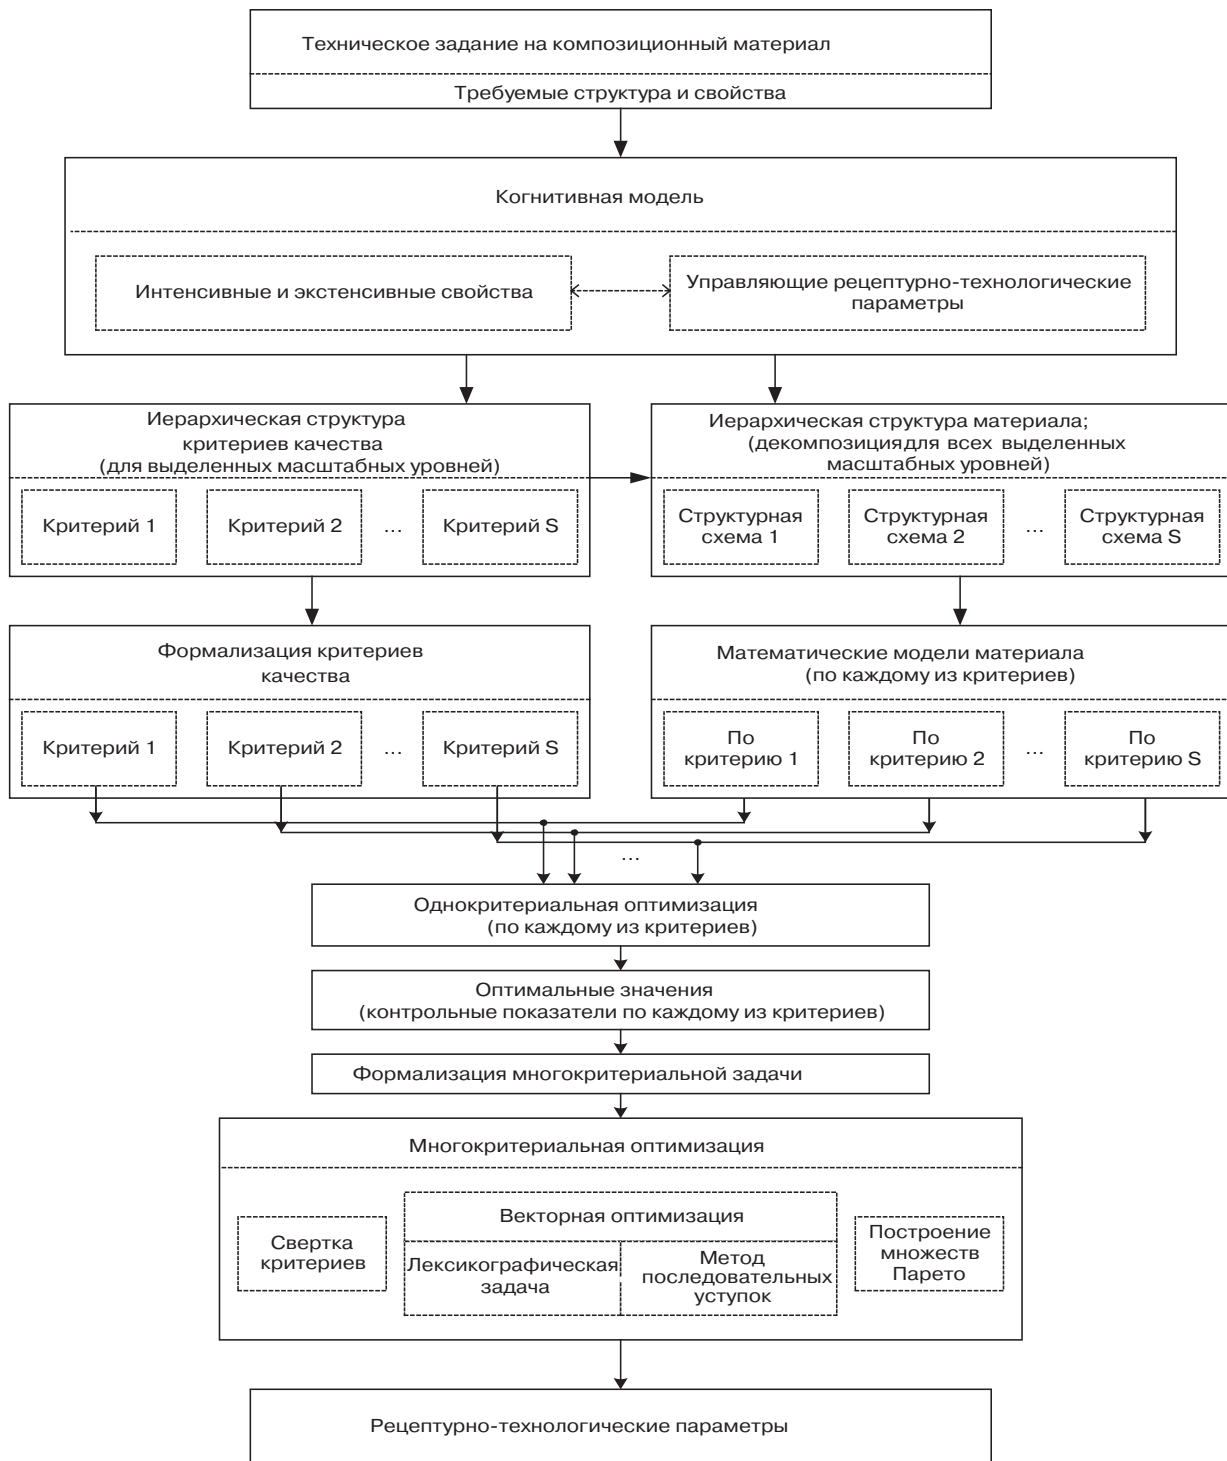 Техническое задание на композиционный материал
Требуемые структура и свойства
Когнитивная модель
Интенсивные и экстенсивные свойства
Управляющие рецептурно-технологические
параметры
Иерархическая структура
критериев качества
(для выделенных масштабных уровней)
Критерий 1
Критерий 2
...
Критерий S
Иерархическая структура материала;
(декомпозиция для всех выделенных
масштабных уровней)
Структурная
схема 1
Структурная
схема 2
...
Структурная
схема S
Формализация критериев
качества
Критерий 1
Критерий 2
...
Критерий S
Математические модели материала
(по каждому из критериев)
По
критерию 1
По
критерию 2
...
По
критерию S
...
Однокритериальная оптимизация
(по каждому из критериев)
Оптимальные значения
(контрольные показатели по каждому из критериев)
Формализация многокритериальной задачи
Многокритериальная оптимизация
Свертка
критериев
Векторная оптимизация
Лексикографическая
задача
Метод
последовательных
уступок
Построение
множеств
Парето
Рецептурно-технологические параметры